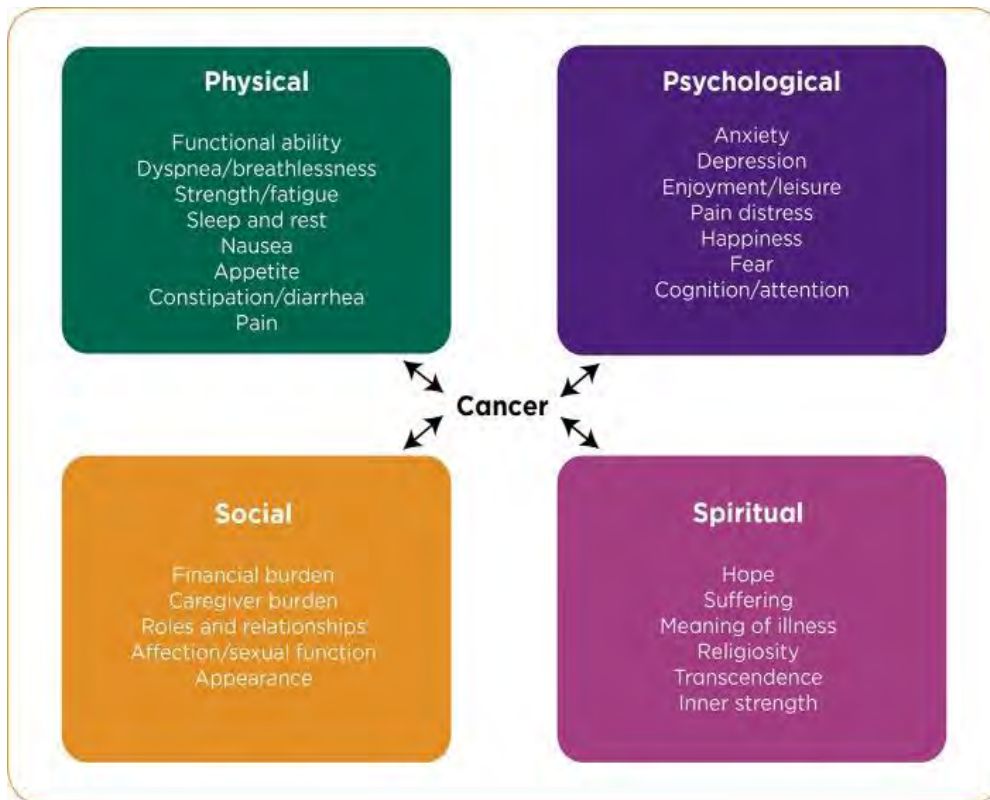 Physical
Functional ability
Dyspnea/breathlessness
Strength/fatigue
Sleep and rest
Nausea
Appetite
Constipation/diarrhea
Pain
Psychological
Anxiety
Depression
Enjoyment/leisure
Pain distress
Happiness
Fear
Cognition/attention
Cancer
Social
Financial burden
Caregiver burden
Roles and relationships
Affection/sexual function
Appearance
Spiritual
Hope
Suffering
Meaning of illness
Religiosity
Transcendence
Inner strength